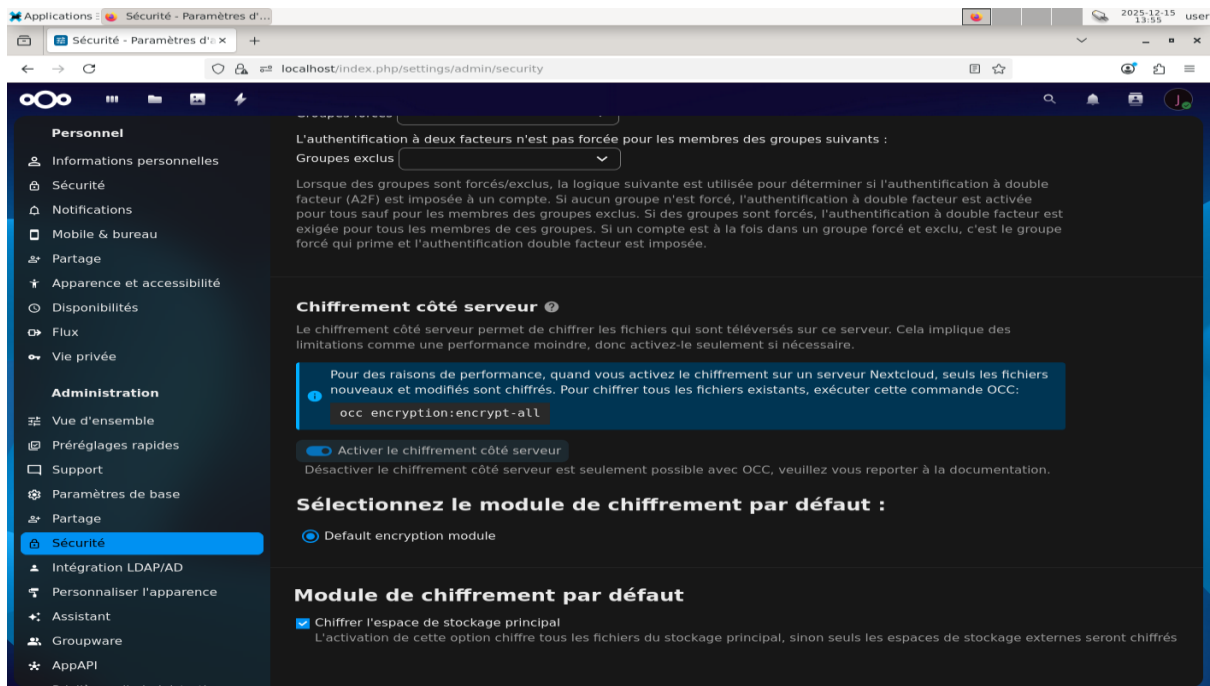 Applications
Sécurité - Paramètres d'...
2025-12-15
13:55
user
Sécurité - Paramètres d'a
localhost/index.php/settings/admin/security
J
Personnel
Informations personnelles
Sécurité
Notifications
Mobile & bureau
Partage
Apparence et accessibilité
Disponibilités
Flux
Vie privée
Administration
Vue d'ensemble
Préréglages rapides
Support
Paramètres de base
Partage
Sécurité
Intégration LDAP/AD
Personnaliser l'apparence
Assistant
Groupware
AppAPI
Groupes forcés
L'authentification à deux facteurs n'est pas forcée pour les membres des groupes suivants :
Groupes exclus
Lorsque des groupes sont forcés/exclus, la logique suivante est utilisée pour déterminer si l'authentification à double
facteur (A2F) est imposée à un compte. Si aucun groupe n'est forcé, l'authentification à double facteur est activée
pour tous sauf pour les membres des groupes exclus. Si des groupes sont forcés, l'authentification à double facteur est
exigée pour tous les membres de ces groupes. Si un compte est à la fois dans un groupe forcé et exclu, c'est le groupe
forcé qui prime et l'authentification double facteur est imposée.
Chiffrement côté serveur
Le chiffrement côté serveur permet de chiffrer les fichiers qui sont téléversés sur ce serveur. Cela implique des
limitations comme une performance moindre, donc activez-le seulement si nécessaire.
Pour des raisons de performance, quand vous activez le chiffrement sur un serveur Nextcloud, seuls les fichiers
nouveaux et modifiés sont chiffrés. Pour chiffrer tous les fichiers existants, exécuter cette commande OCC:
occ encryption:encrypt-all
Activer le chiffrement côté serveur
Désactiver le chiffrement côté serveur est seulement possible avec OCC, veuillez vous reporter à la documentation.
Sélectionnez le module de chiffrement par défaut :
Default encryption module
Module de chiffrement par défaut
Chiffrer l'espace de stockage principal
L'activation de cette option chiffre tous les fichiers du stockage principal, sinon seuls les espaces de stockage externes seront chiffrés